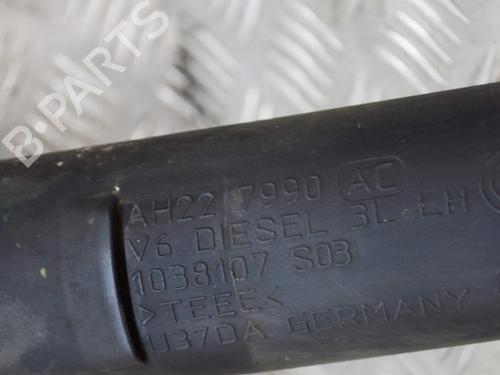 B-PARTS
AH22 7990 AC
V6 DIESEL 3L LH
1038107 S03
>TEEE<
U37DA GERMANY